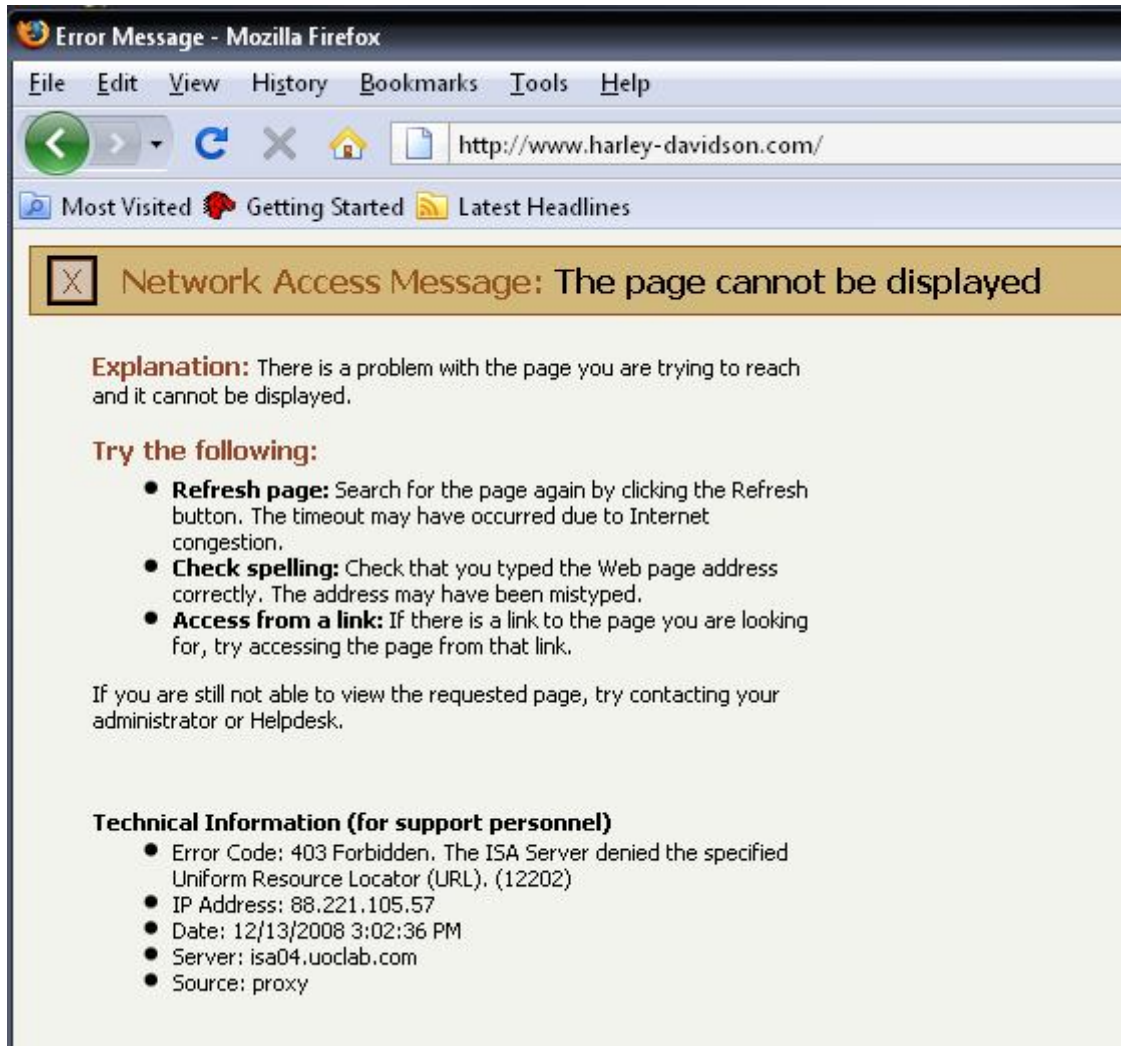 Error Message - Mozilla Firefox
File Edit View History Bookmarks Tools Help
http://www.harley-davidson.com/
Most Visited Getting Started Latest Headlines
X Network Access Message: The page cannot be displayed
Explanation: There is a problem with the page you are trying to reach
and it cannot be displayed.
Try the following:
• Refresh page: Search for the page again by clicking the Refresh
button. The timeout may have occurred due to Internet
congestion.
• Check spelling: Check that you typed the Web page address
correctly. The address may have been mistyped.
• Access from a link: If there is a link to the page you are looking
for, try accessing the page from that link.
If you are still not able to view the requested page, try contacting your
administrator or Helpdesk.
Technical Information (for support personnel)
• Error Code: 403 Forbidden. The ISA Server denied the specified
Uniform Resource Locator (URL). (12202)
• IP Address: 88.221.105.57
• Date: 12/13/2008 3:02:36 PM
• Server: isa04.uoclab.com
• Source: proxy